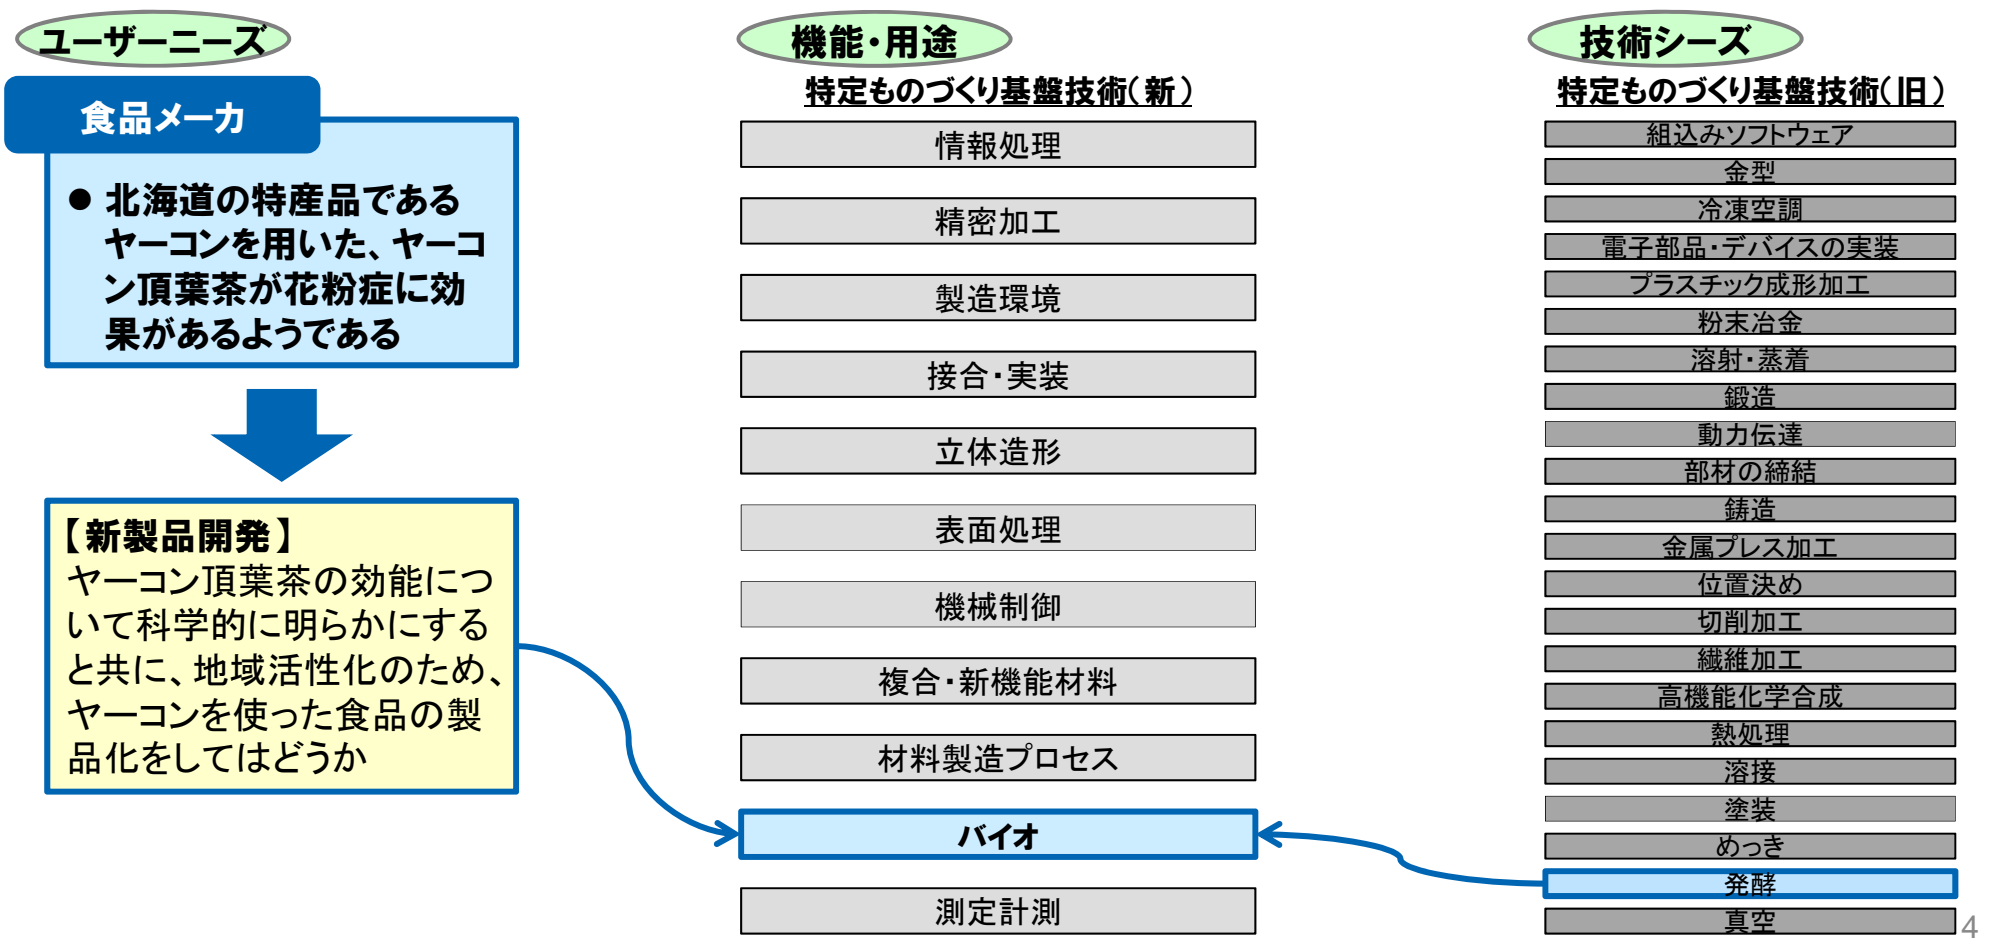 ユーザーニーズ
食品メーカ
● 北海道の特産品である
ヤーコンを用いた、ヤーコ
ン頂葉茶が花粉症に効
果があるようである
【新製品開発】
ヤーコン頂葉茶の効能につ
いて科学的に明らかにする
と共に、地域活性化のため、
ヤーコンを使った食品の製
品化をしてはどうか
機能・用途
特定ものづくり基盤技術(新)
情報処理
精密加工
製造環境
接合・実装
立体造形
表面処理
機械制御
複合・新機能材料
材料製造プロセス
バイオ
測定計測
技術シーズ
特定ものづくり基盤技術(旧)
組込みソフトウェア
金型
冷凍空調
電子部品・デバイスの実装
プラスチック成形加工
粉末冶金
溶射・蒸着
鍛造
動力伝達
部材の締結
鋳造
金属プレス加工
位置決め
切削加工
繊維加工
高機能化学合成
熱処理
溶接
塗装
めっき
発酵
真空
4